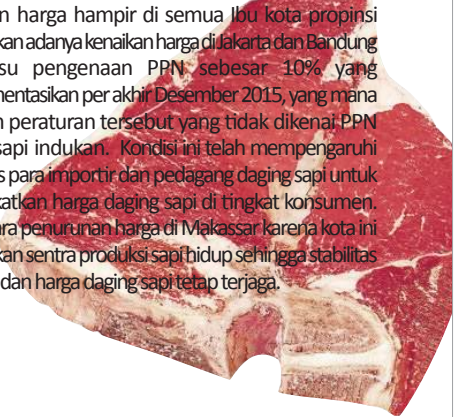 n harga hampir di semua Ibu kota propinsi
kan adanya kenaikan harga di Jakarta dan Bandung
su pengenaan PPN sebesar 10% yang
mentasikan per akhir Desember 2015, yang mana
n peraturan tersebut yang tidak dikenai PPN
sapi indukan. Kondisi ini telah mempengaruhi
s para importir dan pedagang daging sapi untuk
katkan harga daging sapi di tingkat konsumen.
ara penurunan harga di Makassar karena kota ini
kan sentra produksi sapi hidup sehingga stabilitas
dan harga daging sapi tetap terjaga.